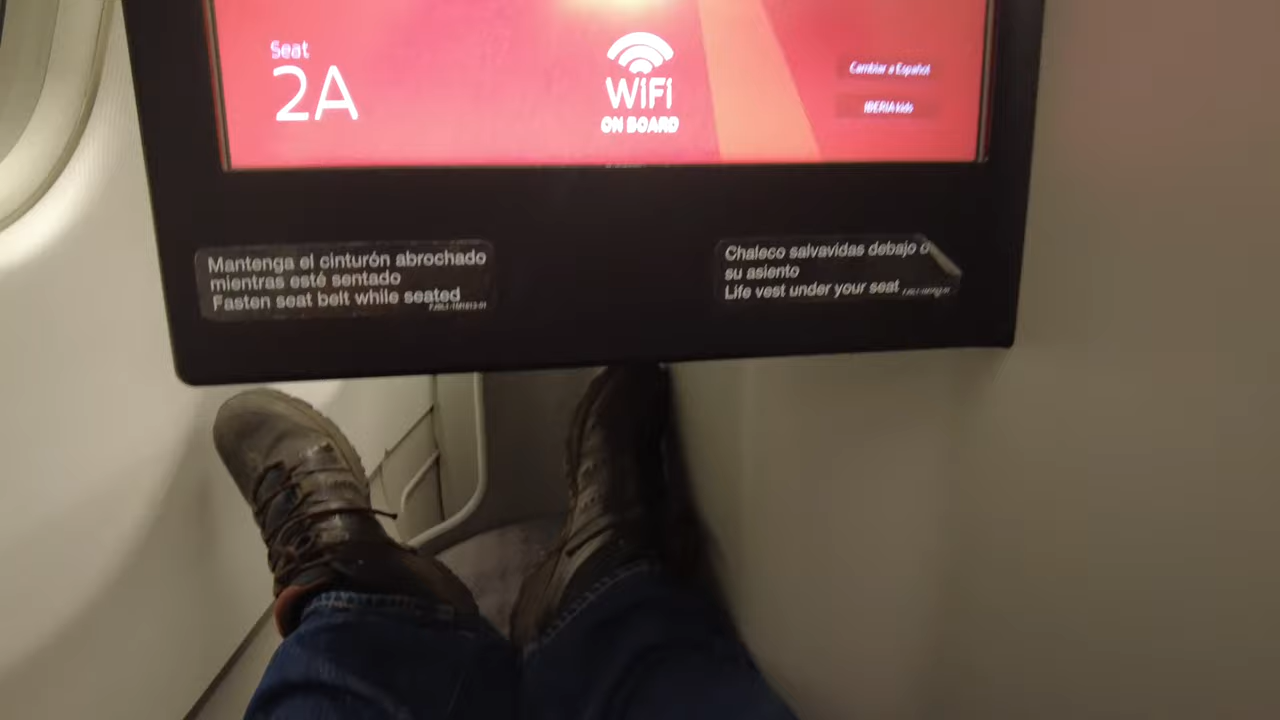 Seat
2A
WiFi
ON BOARD
Cambiar a Español
IBERIA kids
Mantenga el cinturón abrochado
mientras esté sentado
Fasten seat belt while seated
Chaleco salvavidas debajo
su asiento
Life vest under your seat